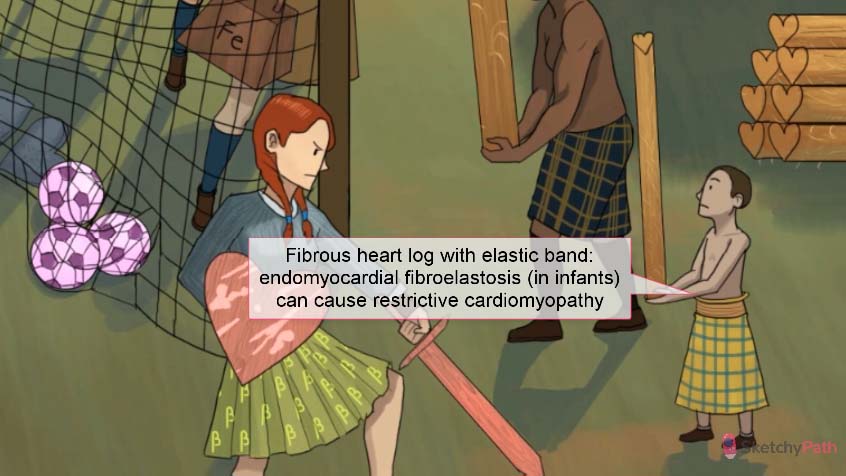 Fe
Fibrous heart log with elastic band:
endomyocardial fibroelastosis (in infants)
can cause restrictive cardiomyopathy
β β β β β β β β β β β β β
SketchyPath